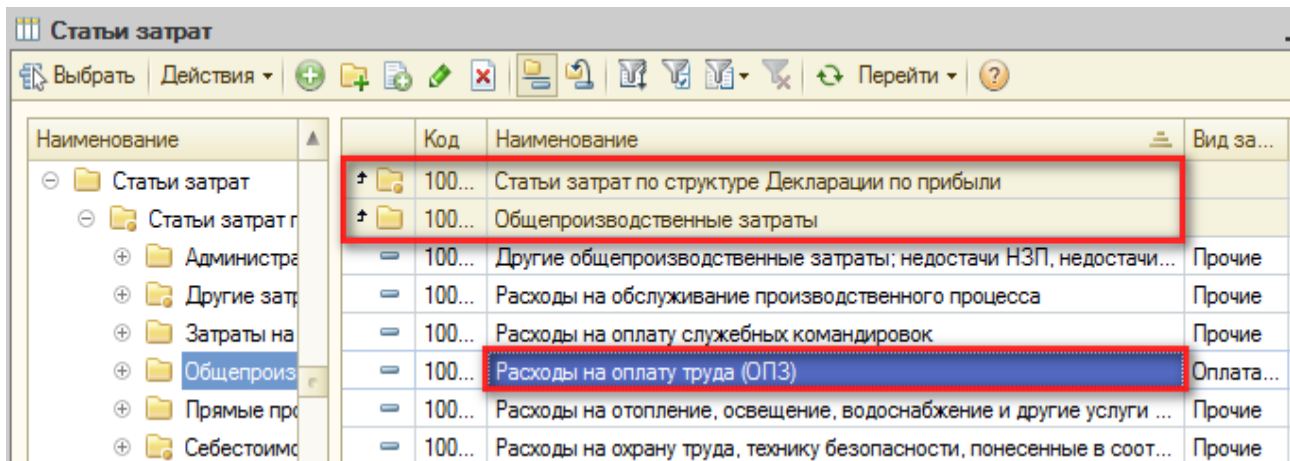 Статьи затрат
Выбрать Действия Перейти
Наименование Код Наименование Вид за...
Статьи затрат 100... Статьи затрат по структуре Декларации по прибыли
Статьи затрат г 100... Общепроизводственные затраты
Администра 100... Другие общепроизводственные затраты; недостачи НЗП, недостачи... Прочие
Другие затр 100... Расходы на обслуживание производственного процесса Прочие
Затраты на 100... Расходы на оплату служебных командировок Прочие
Общепроиз 100... Расходы на оплату труда (ОПЗ) Оплата...
Прямые про 100... Расходы на отопление, освещение, водоснабжение и другие услуги ... Прочие
Себестоимо 100... Расходы на охрану труда, технику безопасности, понесенные в соот... Прочие